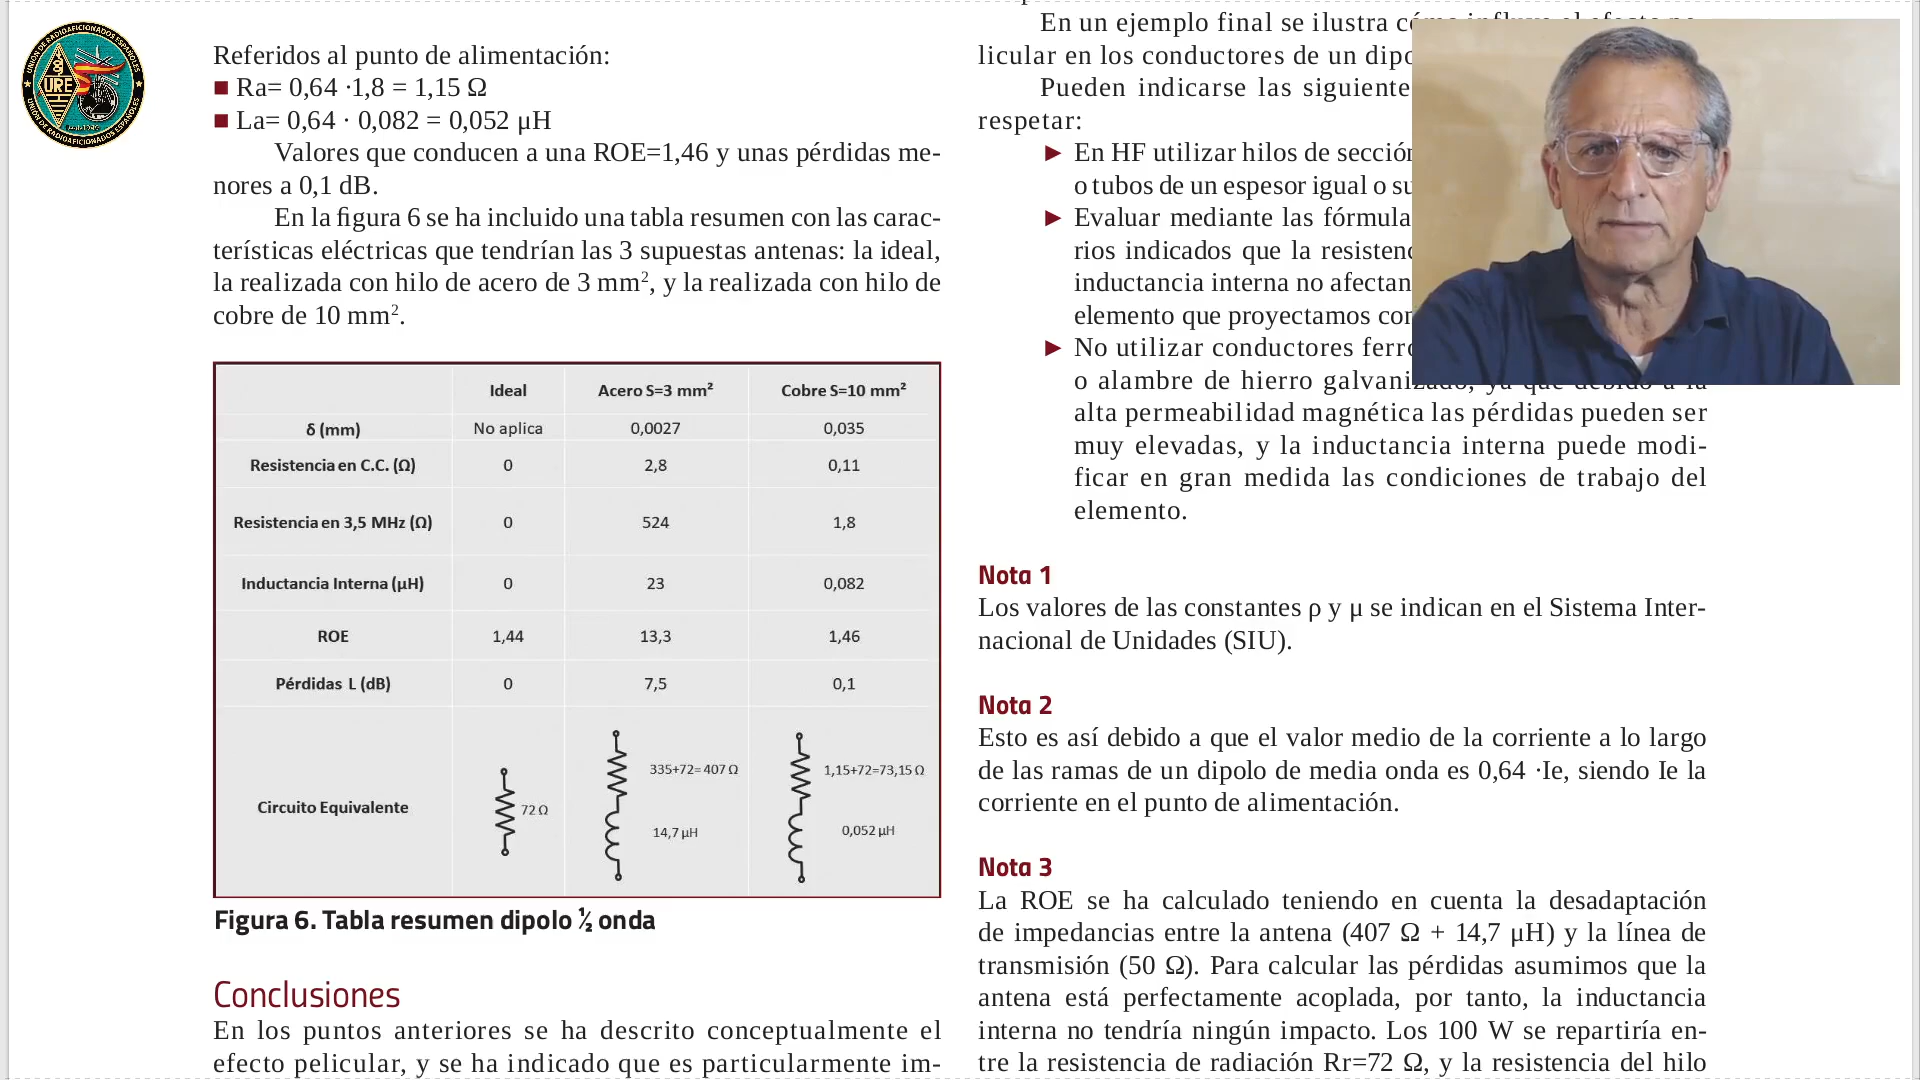 UNION DE RADIOAFICIONADOS ESPAÑOLES
URE
Referidos al punto de alimentación:
■ Ra= 0,64 ·1,8 = 1,15 Ω
■ La= 0,64 · 0,082 = 0,052 µH
Valores que conducen a una ROE=1,46 y unas pérdidas me-
nores a 0,1 dB.
En la figura 6 se ha incluido una tabla resumen con las carac-
terísticas eléctricas que tendrían las 3 supuestas antenas: la ideal,
la realizada con hilo de acero de 3 mm², y la realizada con hilo de
cobre de 10 mm².
Ideal Acero S=3 mm² Cobre S=10 mm²
δ (mm) No aplica 0,0027 0,035
Resistencia en C.C. (Ω) 0 2,8 0,11
Resistencia en 3,5 MHz (Ω) 0 524 1,8
Inductancia Interna (µH) 0 23 0,082
ROE 1,44 13,3 1,46
Pérdidas L (dB) 0 7,5 0,1
335+72= 407 Ω 1,15+72=73,15 Ω
Circuito Equivalente 72 Ω
14,7 µH 0,052 µH
Figura 6. Tabla resumen dipolo ½ onda
Conclusiones
En los puntos anteriores se ha descrito conceptualmente el
efecto pelicular, y se ha indicado que es particularmente im-
En un ejemplo final se ilustra
licular en los conductores de un
Pueden indicarse las
respetar:
► En HF utilizar hilos de
o tubos de un espesor igual o
► Evaluar mediante las
rios indicados que la
inductancia interna no
elemento que proyectamos
► No utilizar conductores
o alambre de hierro galvanizado, ya que debido a la
alta permeabilidad magnética las pérdidas pueden ser
muy elevadas, y la inductancia interna puede modi-
ficar en gran medida las condiciones de trabajo del
elemento.
Nota 1
Los valores de las constantes ρ y µ se indican en el Sistema Inter-
nacional de Unidades (SIU).
Nota 2
Esto es así debido a que el valor medio de la corriente a lo largo
de las ramas de un dipolo de media onda es 0,64 ·Ie, siendo Ie la
corriente en el punto de alimentación.
Nota 3
La ROE se ha calculado teniendo en cuenta la desadaptación
de impedancias entre la antena (407 Ω + 14,7 µH) y la línea de
transmisión (50 Ω). Para calcular las pérdidas asumimos que la
antena está perfectamente acoplada, por tanto, la inductancia
interna no tendría ningún impacto. Los 100 W se repartiría en-
tre la resistencia de radiación Rr=72 Ω, y la resistencia del hilo